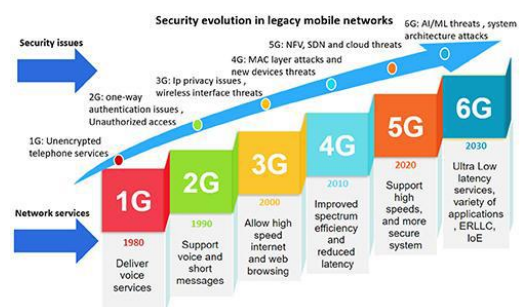 Security evolution in legacy mobile networks
6G: AI/ML threats , system
architecture attacks
Security issues
5G: NFV, SDN and cloud threats
4G: MAC layer attacks and
new devices threats
3G: Ip privacy issues ,
wireless interface threats
2G: one-way
authentication issues ,
Unauthorized access
1G: Unencrypted
telephone services
1G
2G
3G
4G
5G
6G
Network services
1980
Deliver
voice
services
1990
Support
voice and
short
messages
2000
Allow high
speed
internet
and web
browsing
2010
Improved
spectrum
efficiency
and
reduced
latency
2020
Support
high
speeds,
and more
secure
system
2030
Ultra Low
latency
services,
variety of
applications
, ERLLC,
IoE